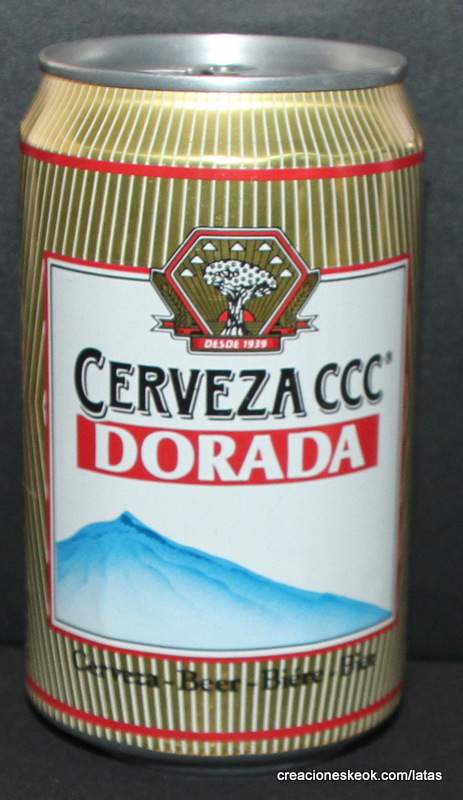 DESDE 1939
CERVEZA CCC®
DORADA
Cerveza - Beer - Bière - Bier
creacioneskeok.com/latas